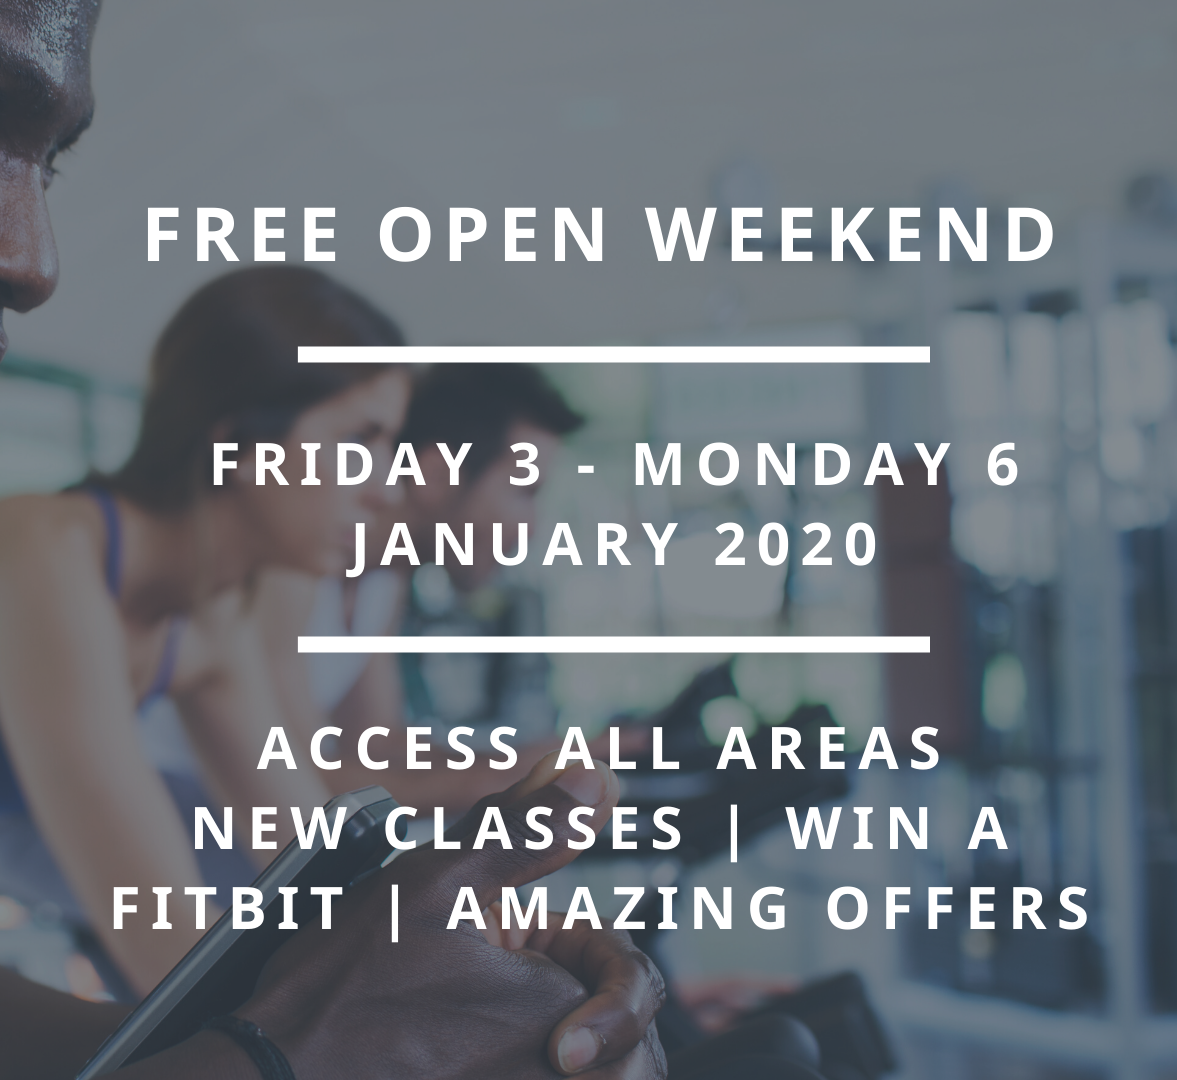 FREE OPEN WEEKEND
FRIDAY 3 - MONDAY 6
JANUARY 2020
ACCESS ALL AREAS
NEW CLASSES | WIN A
FITBIT | AMAZING OFFERS